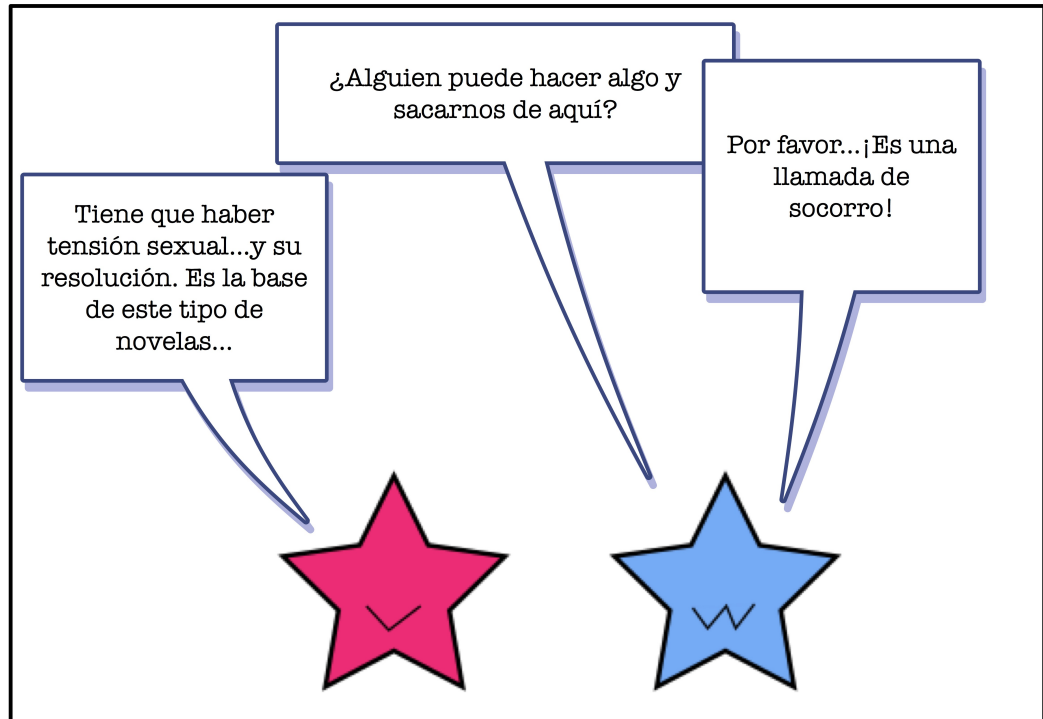 Tiene que haber
tensión sexual...y su
resolución. Es la base
de este tipo de
novelas...
¿Alguien puede hacer algo y
sacarnos de aquí?
Por favor...¡Es una
llamada de
socorro!